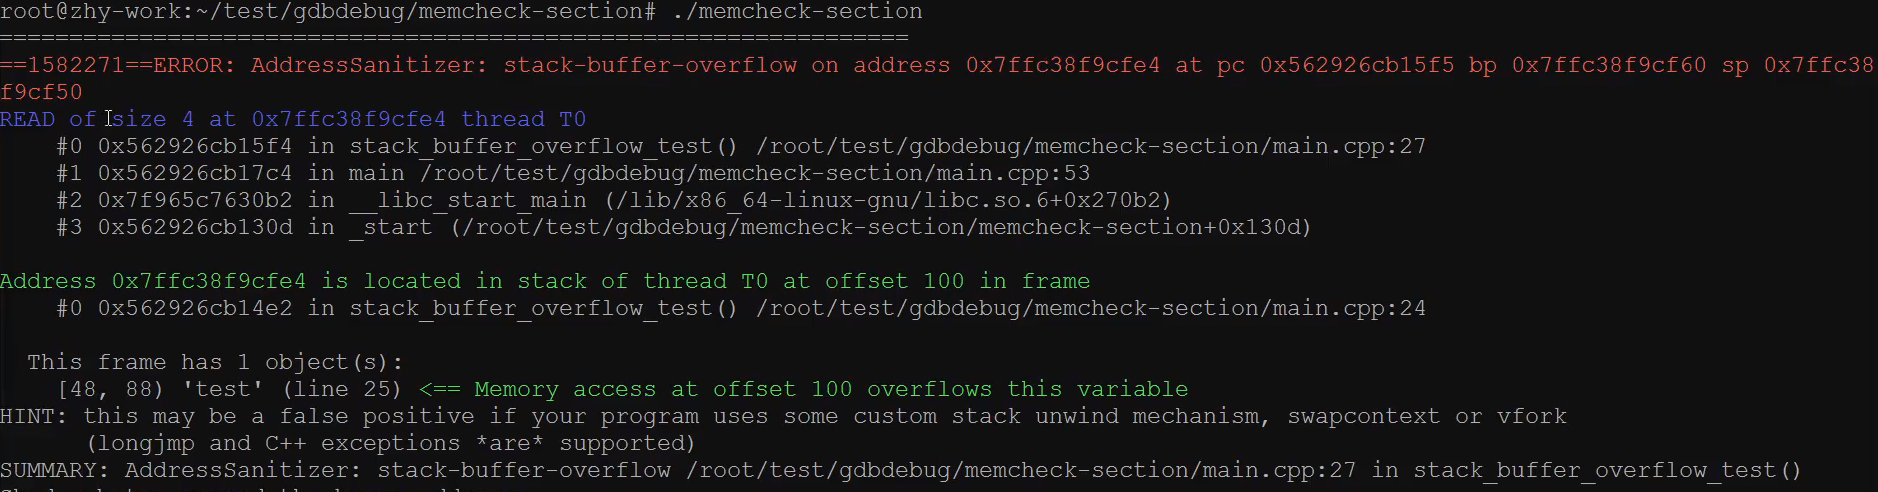 root@zhy-work:~/test/gdbdebug/memcheck-section# ./memcheck-section
=================================================================
==1582271==ERROR: AddressSanitizer: stack-buffer-overflow on address 0x7ffc38f9cfe4 at pc 0x562926cb15f5 bp 0x7ffc38f9cf60 sp 0x7ffc38
f9cf50
READ of size 4 at 0x7ffc38f9cfe4 thread T0
    #0 0x562926cb15f4 in stack_buffer_overflow_test() /root/test/gdbdebug/memcheck-section/main.cpp:27
    #1 0x562926cb17c4 in main /root/test/gdbdebug/memcheck-section/main.cpp:53
    #2 0x7f965c7630b2 in __libc_start_main (/lib/x86_64-linux-gnu/libc.so.6+0x270b2)
    #3 0x562926cb130d in _start (/root/test/gdbdebug/memcheck-section/memcheck-section+0x130d)
Address 0x7ffc38f9cfe4 is located in stack of thread T0 at offset 100 in frame
    #0 0x562926cb14e2 in stack_buffer_overflow_test() /root/test/gdbdebug/memcheck-section/main.cpp:24
  This frame has 1 object(s):
    [48, 88) 'test' (line 25) <== Memory access at offset 100 overflows this variable
HINT: this may be a false positive if your program uses some custom stack unwind mechanism, swapcontext or vfork
      (longjmp and C++ exceptions *are* supported)
SUMMARY: AddressSanitizer: stack-buffer-overflow /root/test/gdbdebug/memcheck-section/main.cpp:27 in stack_buffer_overflow_test()